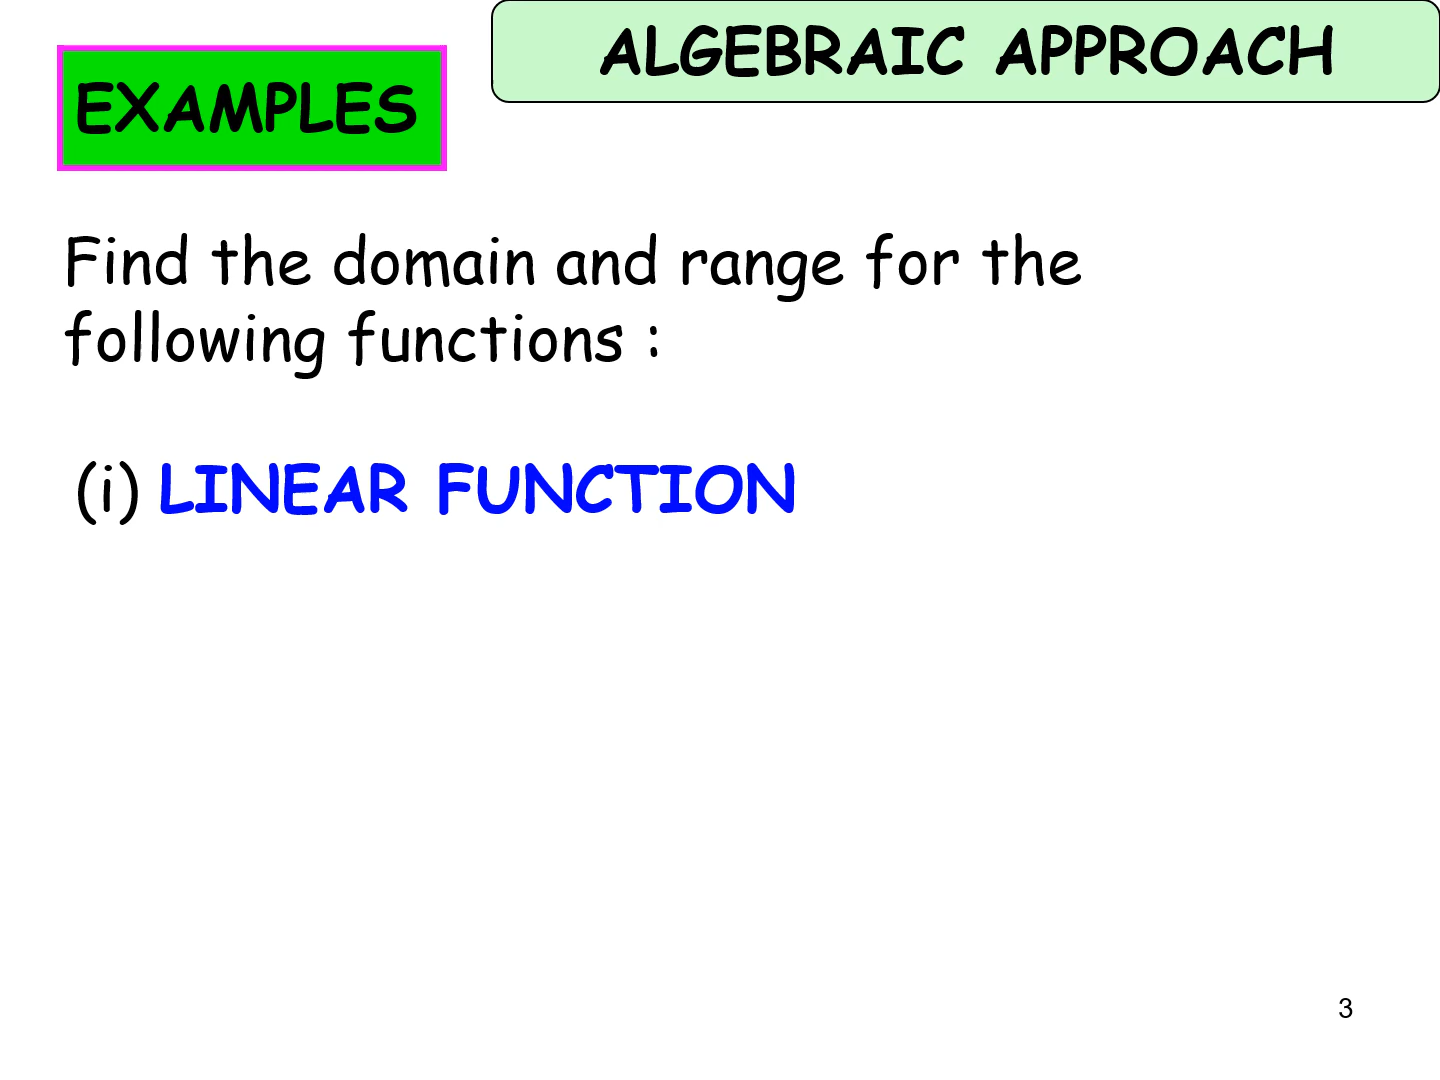 ALGEBRAIC APPROACH
EXAMPLES
Find the domain and range for the
following functions :
(i) LINEAR FUNCTION
3